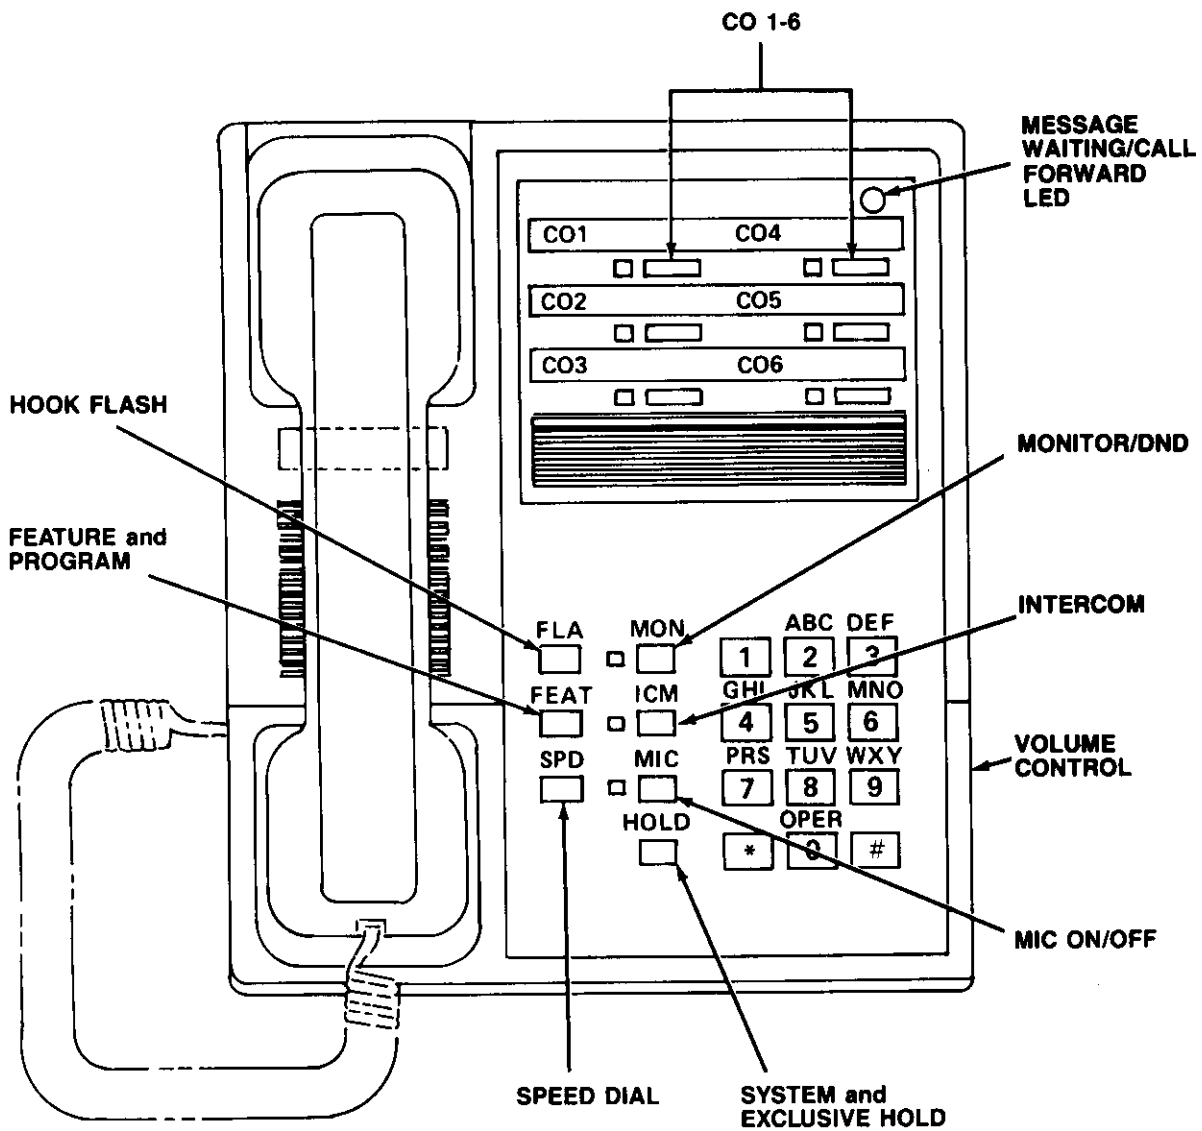 CO 1-6
MESSAGE
WAITING/CALL
FORWARD
LED
CO1 CO4
CO2 CO5
CO3 CO6
HOOK FLASH
MONITOR/DND
FEATURE and
PROGRAM
INTERCOM
FLA MON ABC DEF
1 2 3
FEAT ICM GHI JKL MNO
4 5 6
VOLUME
CONTROL
SPD MIC PRS TUV WXY
7 8 9
HOLD OPER
* 0 #
MIC ON/OFF
SPEED DIAL
SYSTEM and
EXCLUSIVE HOLD